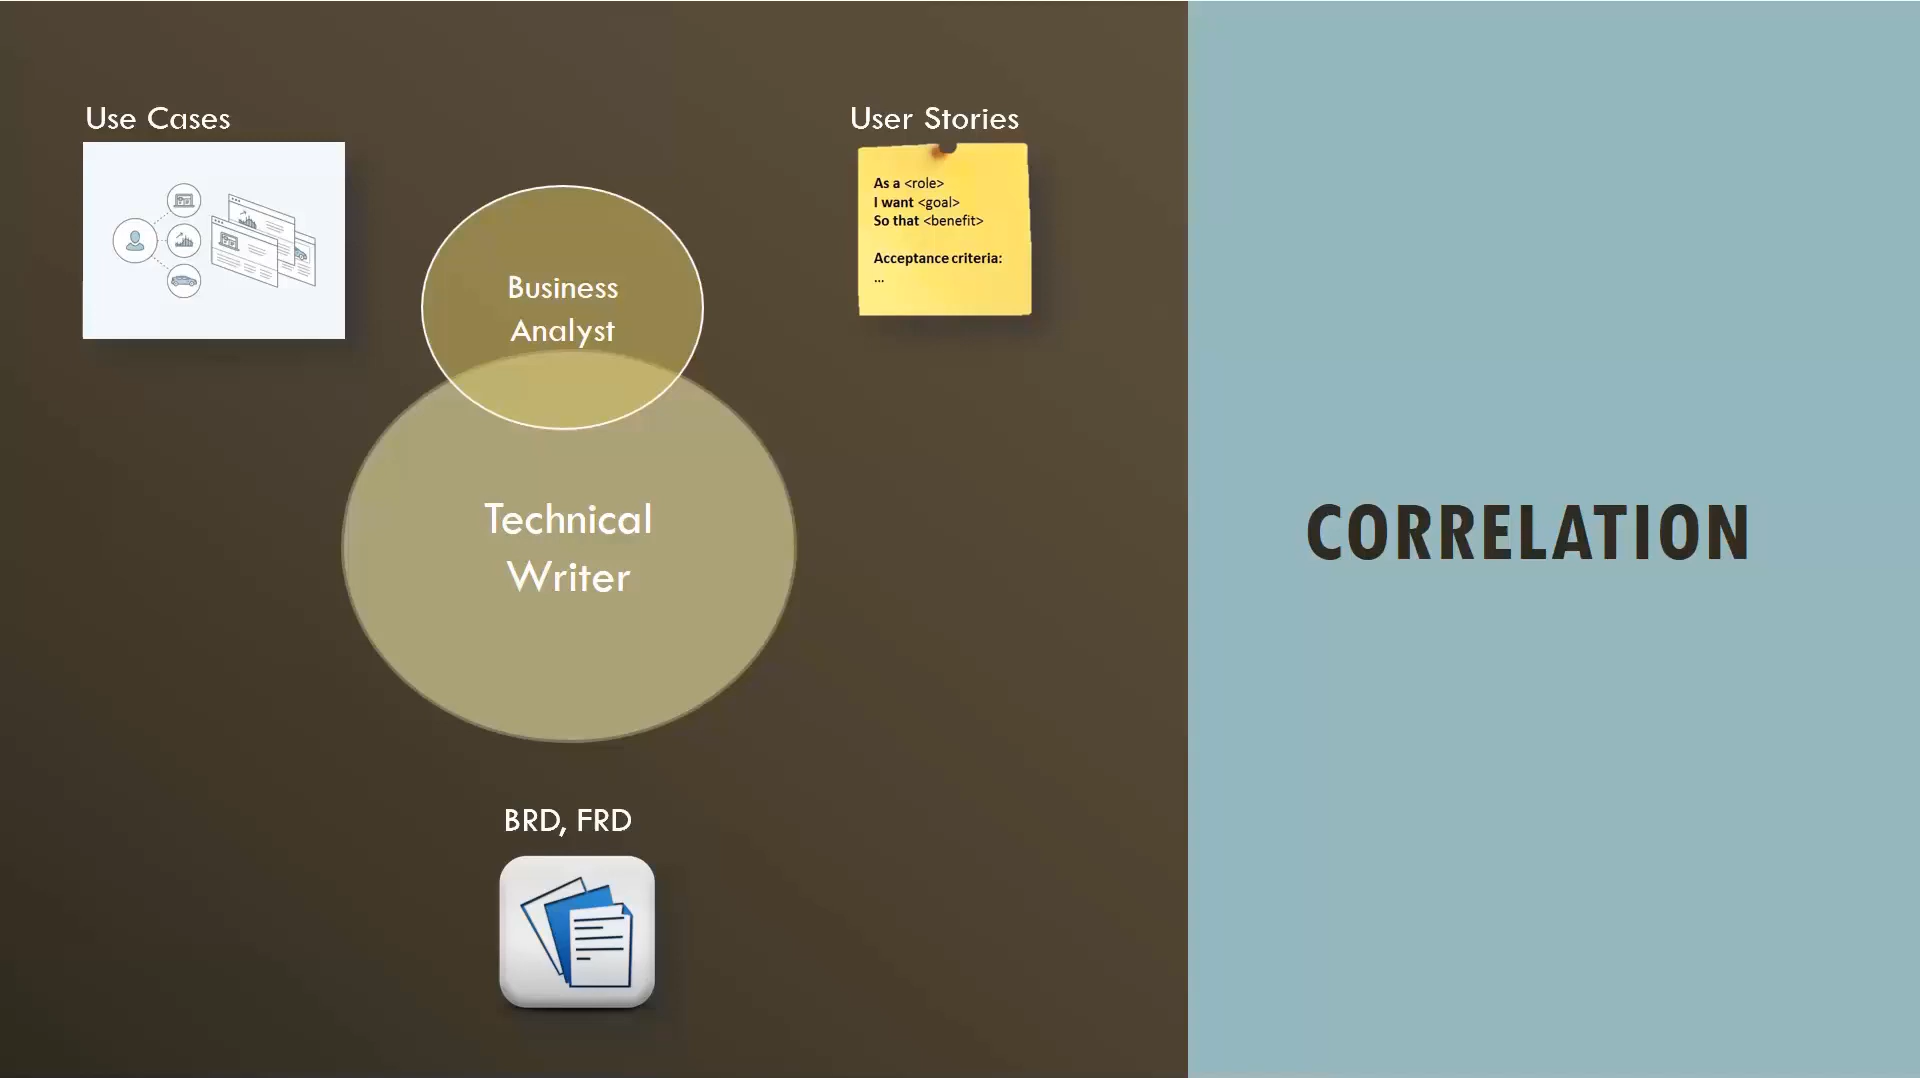 Use Cases
User Stories
As a <role>
I want <goal>
So that <benefit>
Acceptance criteria:
...
Business
Analyst
Technical
Writer
BRD, FRD
CORRELATION